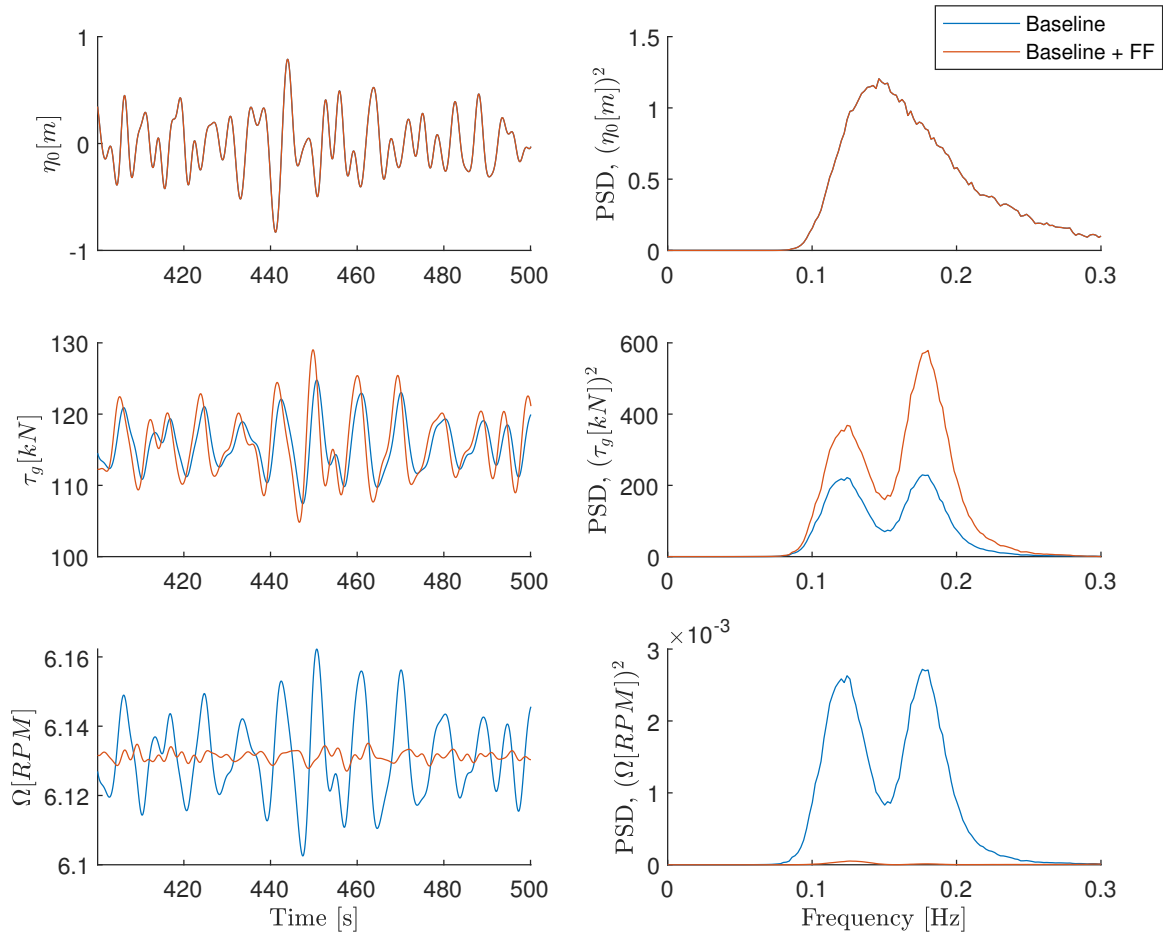 Baseline
Baseline + FF
η₀[m]
1
0
-1
420 440 460 480 500
PSD, (η₀[m])²
1.5
1
0.5
0
0 0.1 0.2 0.3
τ_g[kN]
130
120
110
100
420 440 460 480 500
PSD, (τ_g[kN])²
600
400
200
0
0 0.1 0.2 0.3
Ω[RPM]
6.16
6.14
6.12
6.1
420 440 460 480 500
Time [s]
PSD, (Ω[RPM])²
×10⁻³
3
2
1
0
0 0.1 0.2 0.3
Frequency [Hz]